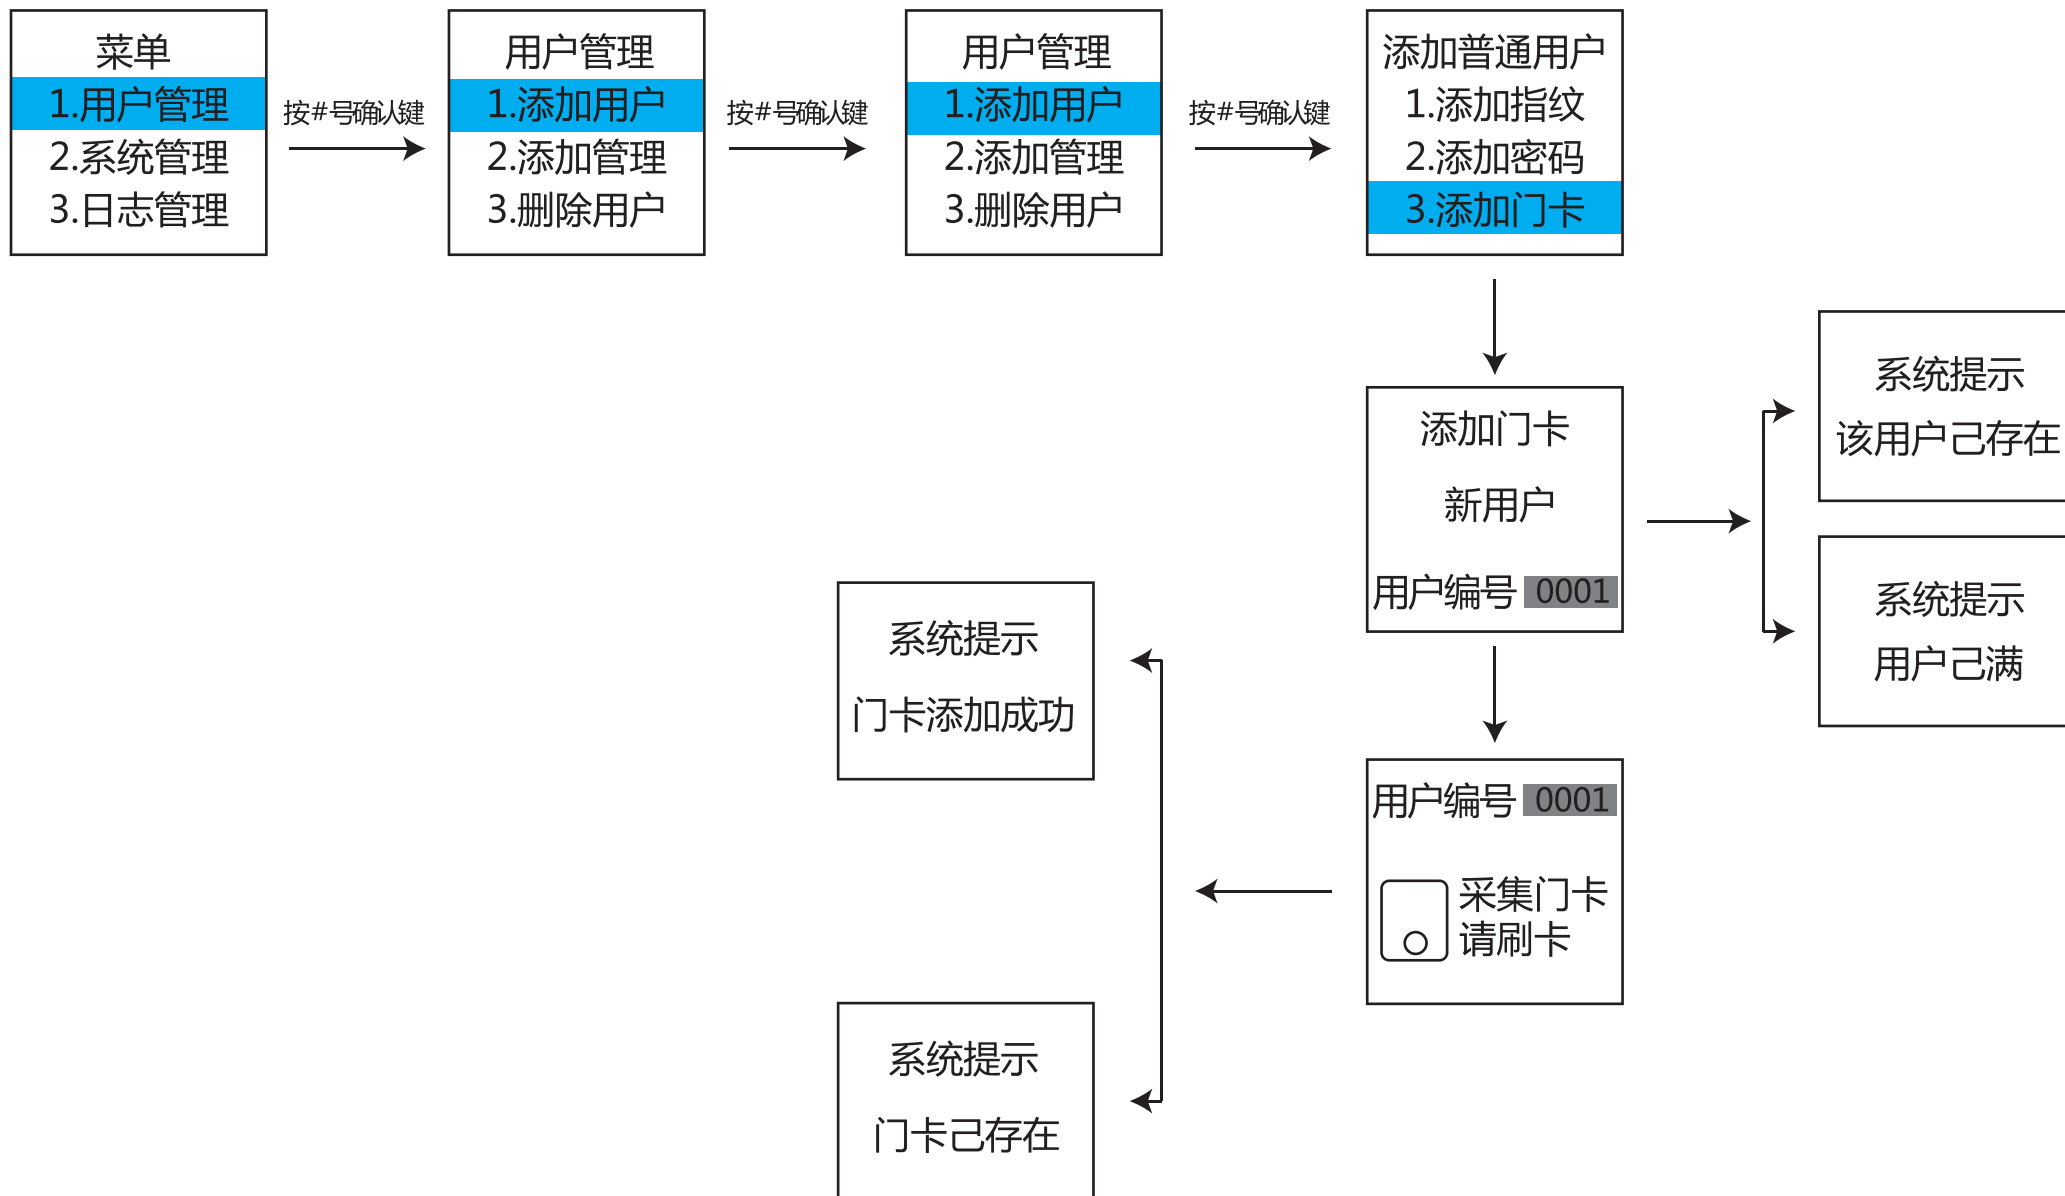 菜单
1.用户管理
2.系统管理
3.日志管理
按#号确认键
用户管理
1.添加用户
2.添加管理
3.删除用户
按#号确认键
用户管理
1.添加用户
2.添加管理
3.删除用户
按#号确认键
添加普通用户
1.添加指纹
2.添加密码
3.添加门卡
添加门卡
新用户
用户编号 0001
系统提示
该用户己存在
系统提示
用户己满
用户编号 0001
采集门卡
请刷卡
系统提示
门卡添加成功
系统提示
门卡己存在